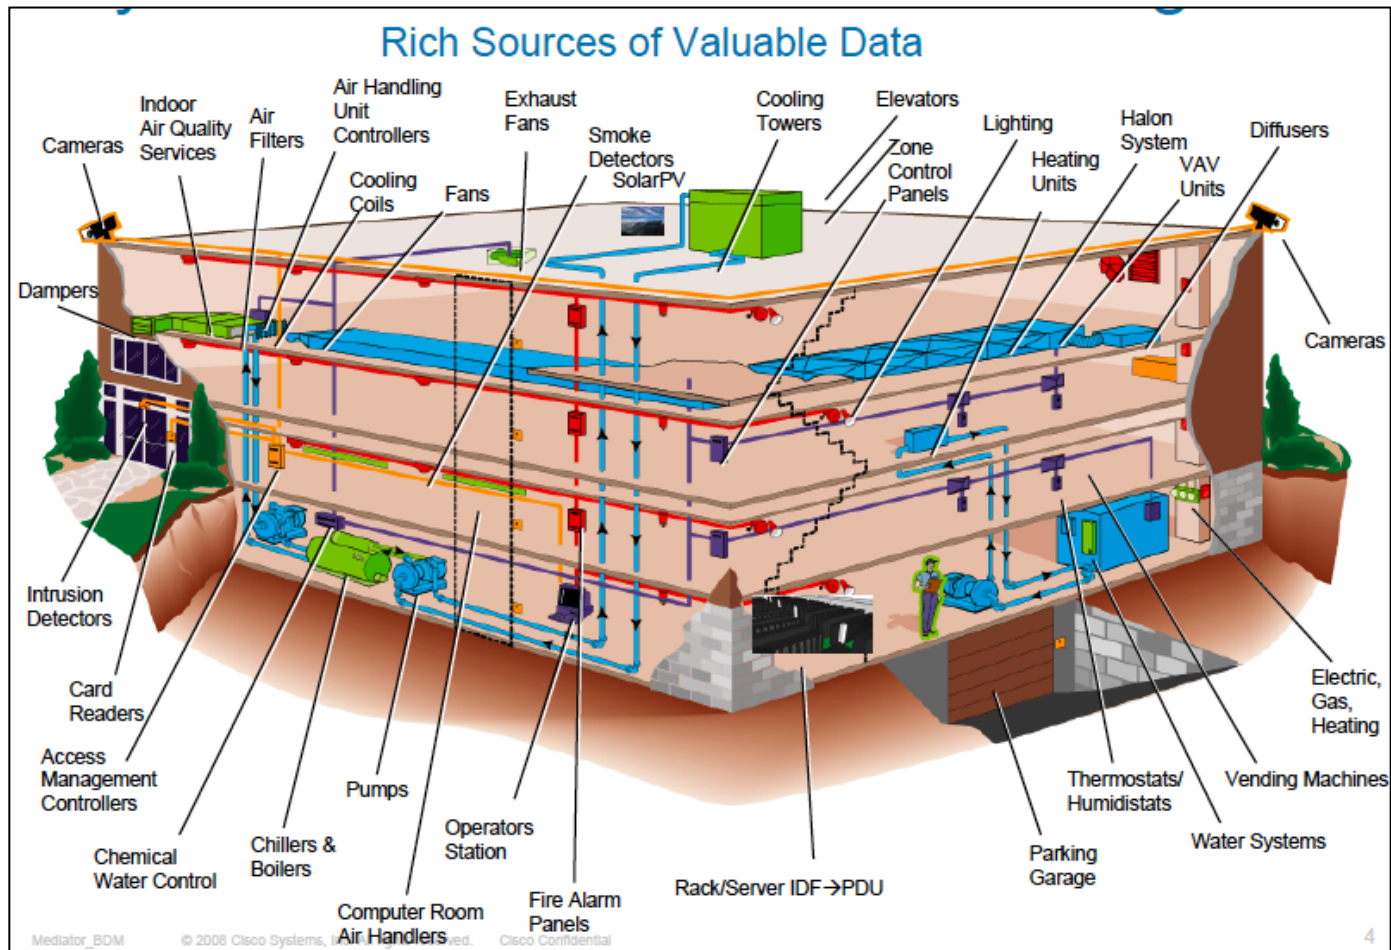 Rich Sources of Valuable Data
Cameras
Indoor
Air Quality
Services
Air
Filters
Air Handling
Unit
Controllers
Cooling
Coils
Fans
Exhaust
Fans
Smoke
Detectors
SolarPV
Cooling
Towers
Elevators
Zone
Control
Panels
Lighting
Heating
Units
Halon
System
VAV
Units
Diffusers
Dampers
Cameras
Intrusion
Detectors
Card
Readers
Access
Management
Controllers
Chemical
Water Control
Chillers &
Boilers
Pumps
Computer Room
Air Handlers
Operators
Station
Fire Alarm
Panels
Rack/Server IDF→PDU
Parking
Garage
Thermostats/
Humidistats
Water Systems
Vending Machines
Electric,
Gas,
Heating
Mediator_BDM © 2008 Cisco Systems, reserved. Cisco Confidential 4